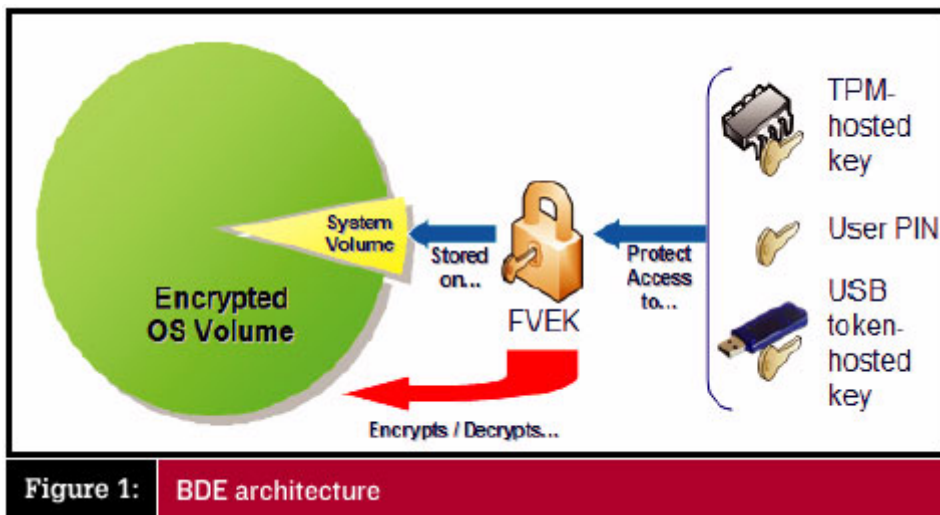 Encrypted
OS Volume
System
Volume
Stored
on...
FVEK
Encrypts / Decrypts...
Protect
Access
to...
TPM-
hosted
key
User PIN
USB
token-
hosted
key
Figure 1:
BDE architecture